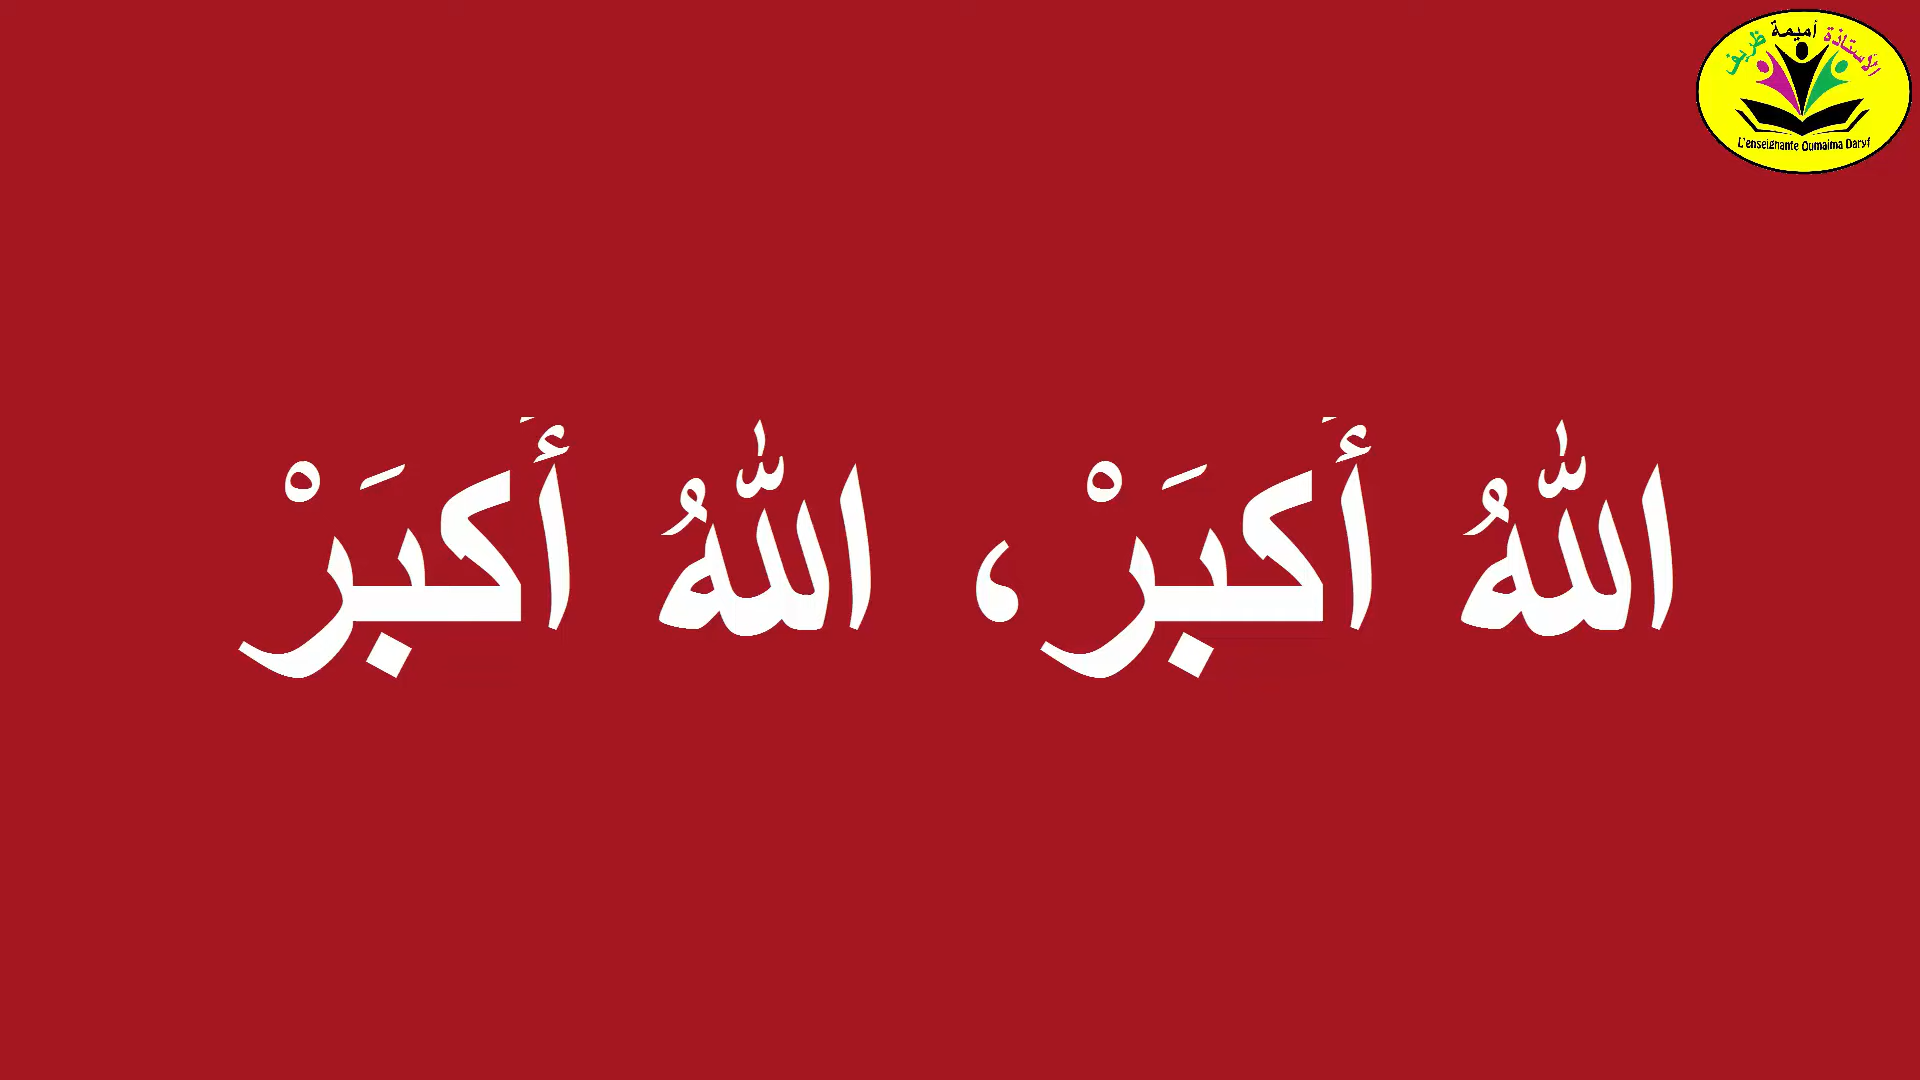 الأستاذة أميمة ظريف
L'enseignante Oumaima Daryf
اللّٰهُ أَكبَرْ، اللّٰهُ أَكبَرْ